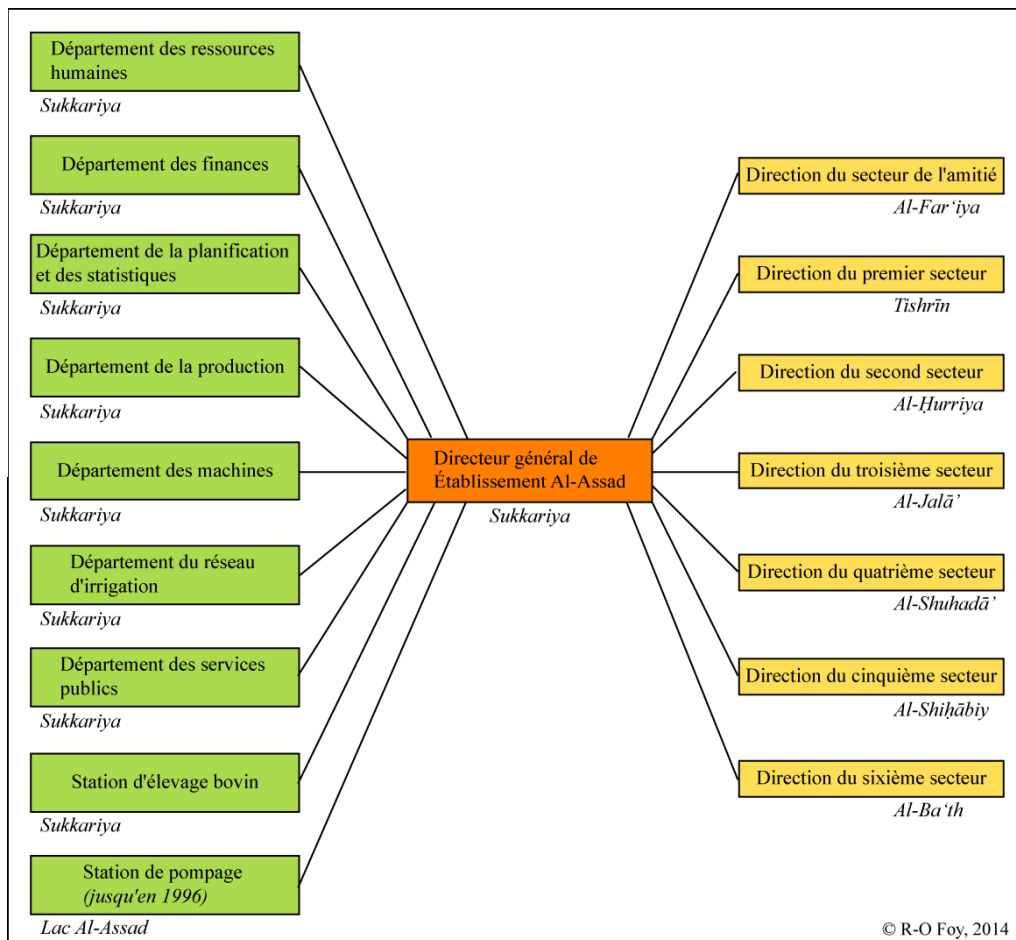 Département des ressources
humaines
Sukkariya
Département des finances
Sukkariya
Département de la planification
et des statistiques
Sukkariya
Département de la production
Sukkariya
Département des machines
Sukkariya
Département du réseau
d'irrigation
Sukkariya
Département des services
publics
Sukkariya
Station d'élevage bovin
Sukkariya
Station de pompage
(jusqu'en 1996)
Lac Al-Assad
Directeur général de
Établissement Al-Assad
Sukkariya
Direction du secteur de l'amitié
Al-Far‘iya
Direction du premier secteur
Tishrīn
Direction du second secteur
Al-Ḥurriya
Direction du troisième secteur
Al-Jalā’
Direction du quatrième secteur
Al-Shuhadā’
Direction du cinquième secteur
Al-Shiḥābiy
Direction du sixième secteur
Al-Ba‘th
© R-O Foy, 2014